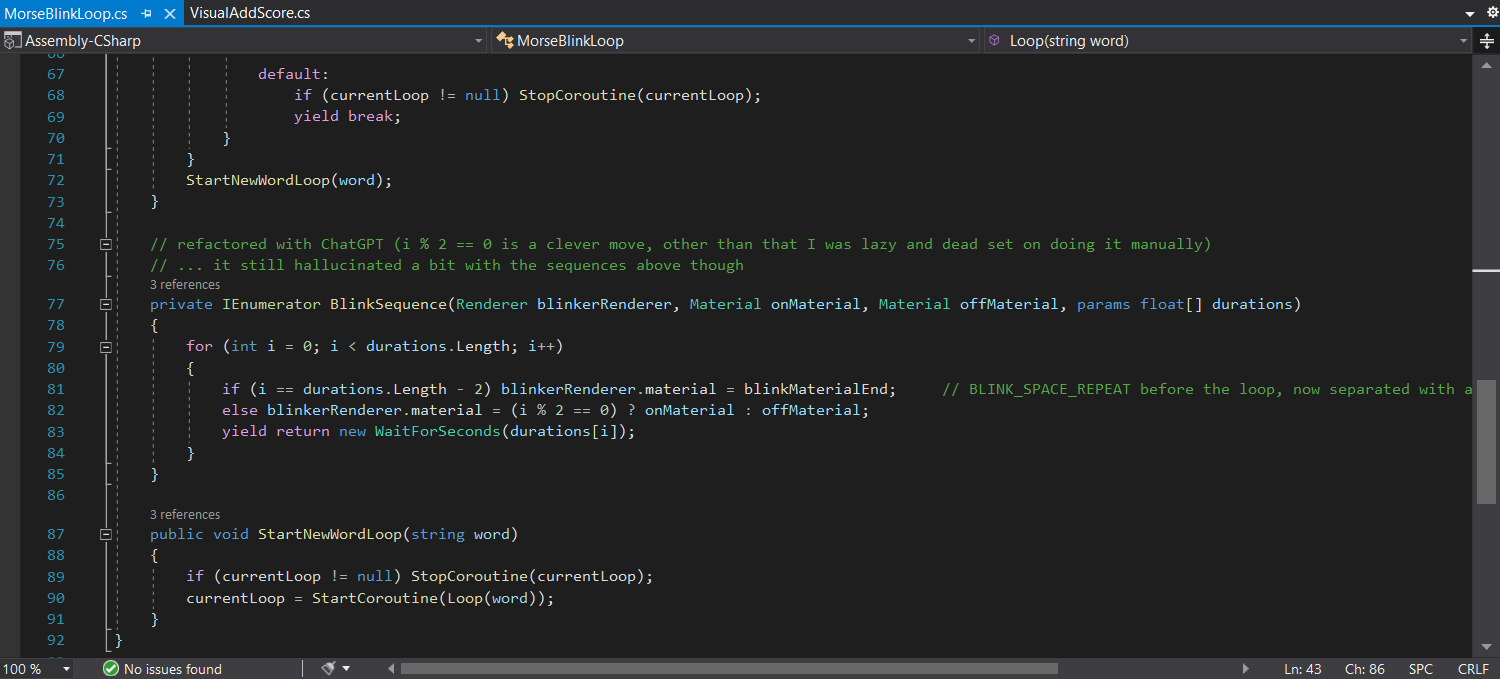 MorseBlinkLoop.cs VisualAddScore.cs
Assembly-CSharp MorseBlinkLoop Loop(string word)
67 default:
68 if (currentLoop != null) StopCoroutine(currentLoop);
69 yield break;
70 }
71 }
72 StartNewWordLoop(word);
73 }
74
75 // refactored with ChatGPT (i % 2 == 0 is a clever move, other than that I was lazy and dead set on doing it manually)
76 // ... it still hallucinated a bit with the sequences above though
3 references
77 private IEnumerator BlinkSequence(Renderer blinkerRenderer, Material onMaterial, Material offMaterial, params float[] durations)
78 {
79 for (int i = 0; i < durations.Length; i++)
80 {
81 if (i == durations.Length - 2) blinkerRenderer.material = blinkMaterialEnd; // BLINK_SPACE_REPEAT before the loop, now separated with a
82 else blinkerRenderer.material = (i % 2 == 0) ? onMaterial : offMaterial;
83 yield return new WaitForSeconds(durations[i]);
84 }
85 }
86
3 references
87 public void StartNewWordLoop(string word)
88 {
89 if (currentLoop != null) StopCoroutine(currentLoop);
90 currentLoop = StartCoroutine(Loop(word));
91 }
92 }
100 % No issues found Ln: 43 Ch: 86 SPC CRLF